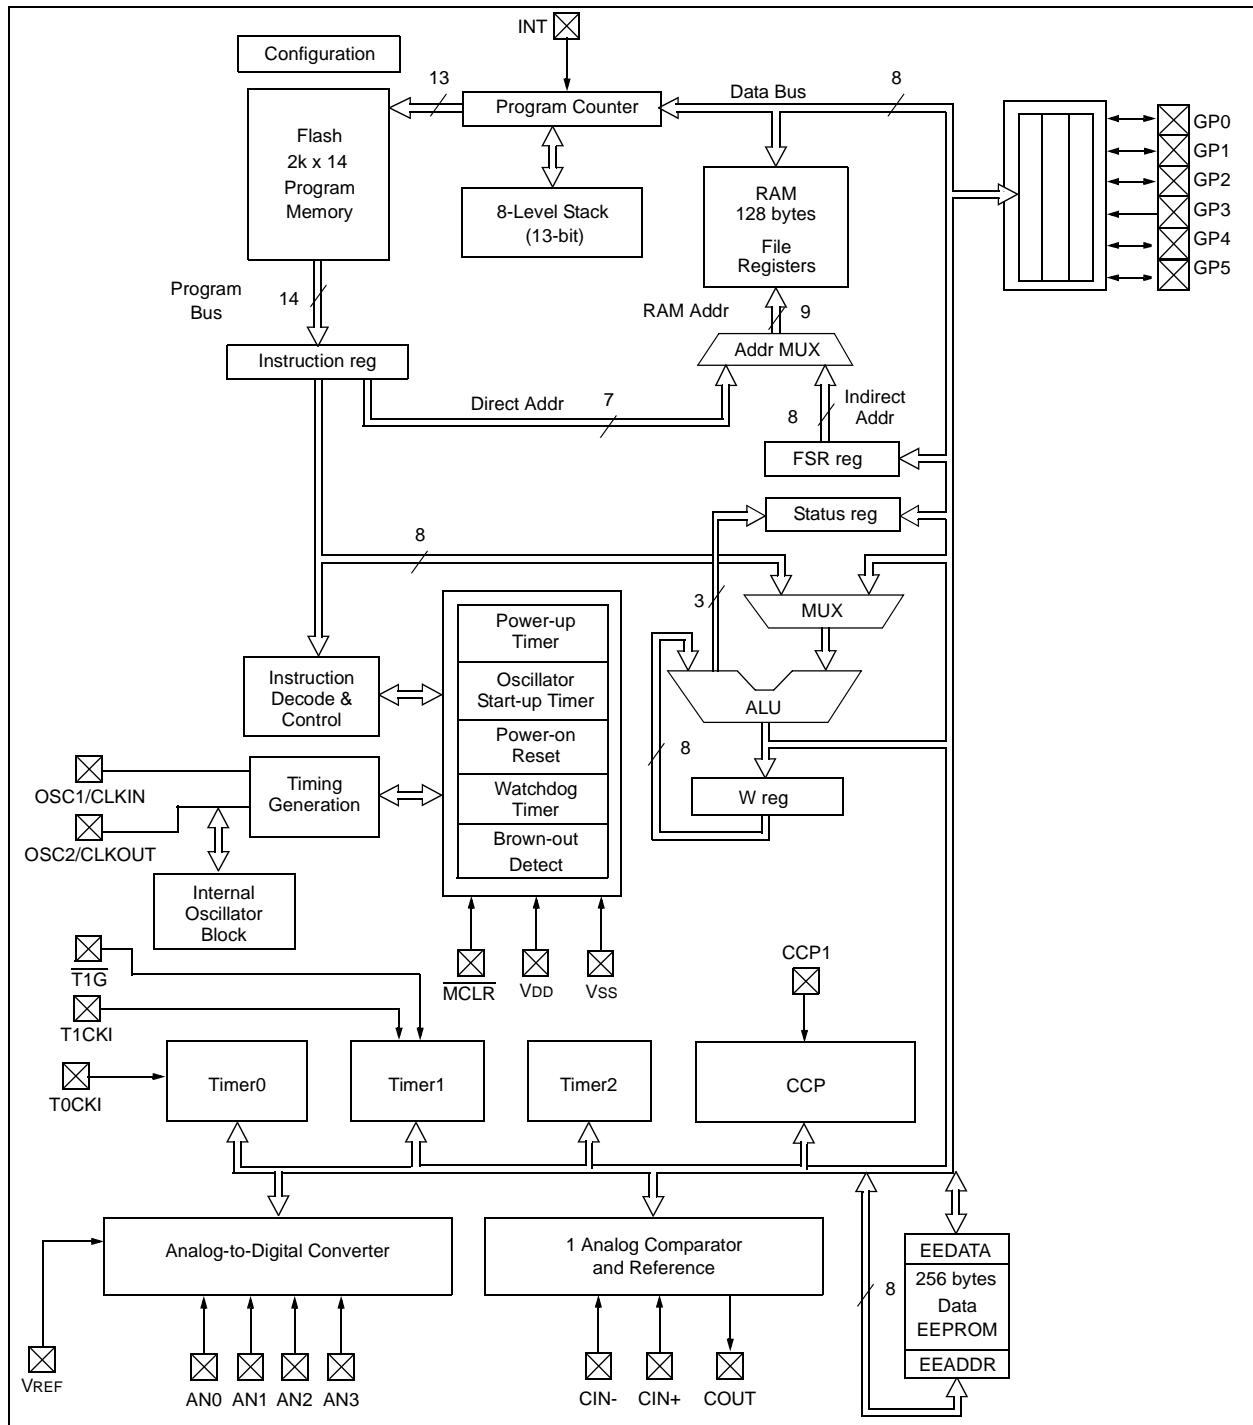 INT
Configuration
13
Program Counter
Data Bus
8
Flash
2k x 14
Program
Memory
8-Level Stack
(13-bit)
RAM
128 bytes
File
Registers
GP0
GP1
GP2
GP3
GP4
GP5
Program
Bus
14
RAM Addr
9
Addr MUX
Instruction reg
Direct Addr
7
8
Indirect
Addr
FSR reg
Status reg
8
3
MUX
Power-up
Timer
Oscillator
Start-up Timer
Power-on
Reset
Watchdog
Timer
Brown-out
Detect
Instruction
Decode &
Control
ALU
8
W reg
OSC1/CLKIN
Timing
Generation
OSC2/CLKOUT
Internal
Oscillator
Block
T1G
MCLR
VDD
VSS
CCP1
T1CKI
T0CKI
Timer0
Timer1
Timer2
CCP
Analog-to-Digital Converter
1 Analog Comparator
and Reference
8
EEDATA
256 bytes
Data
EEPROM
EEADDR
VREF
AN0
AN1
AN2
AN3
CIN-
CIN+
COUT